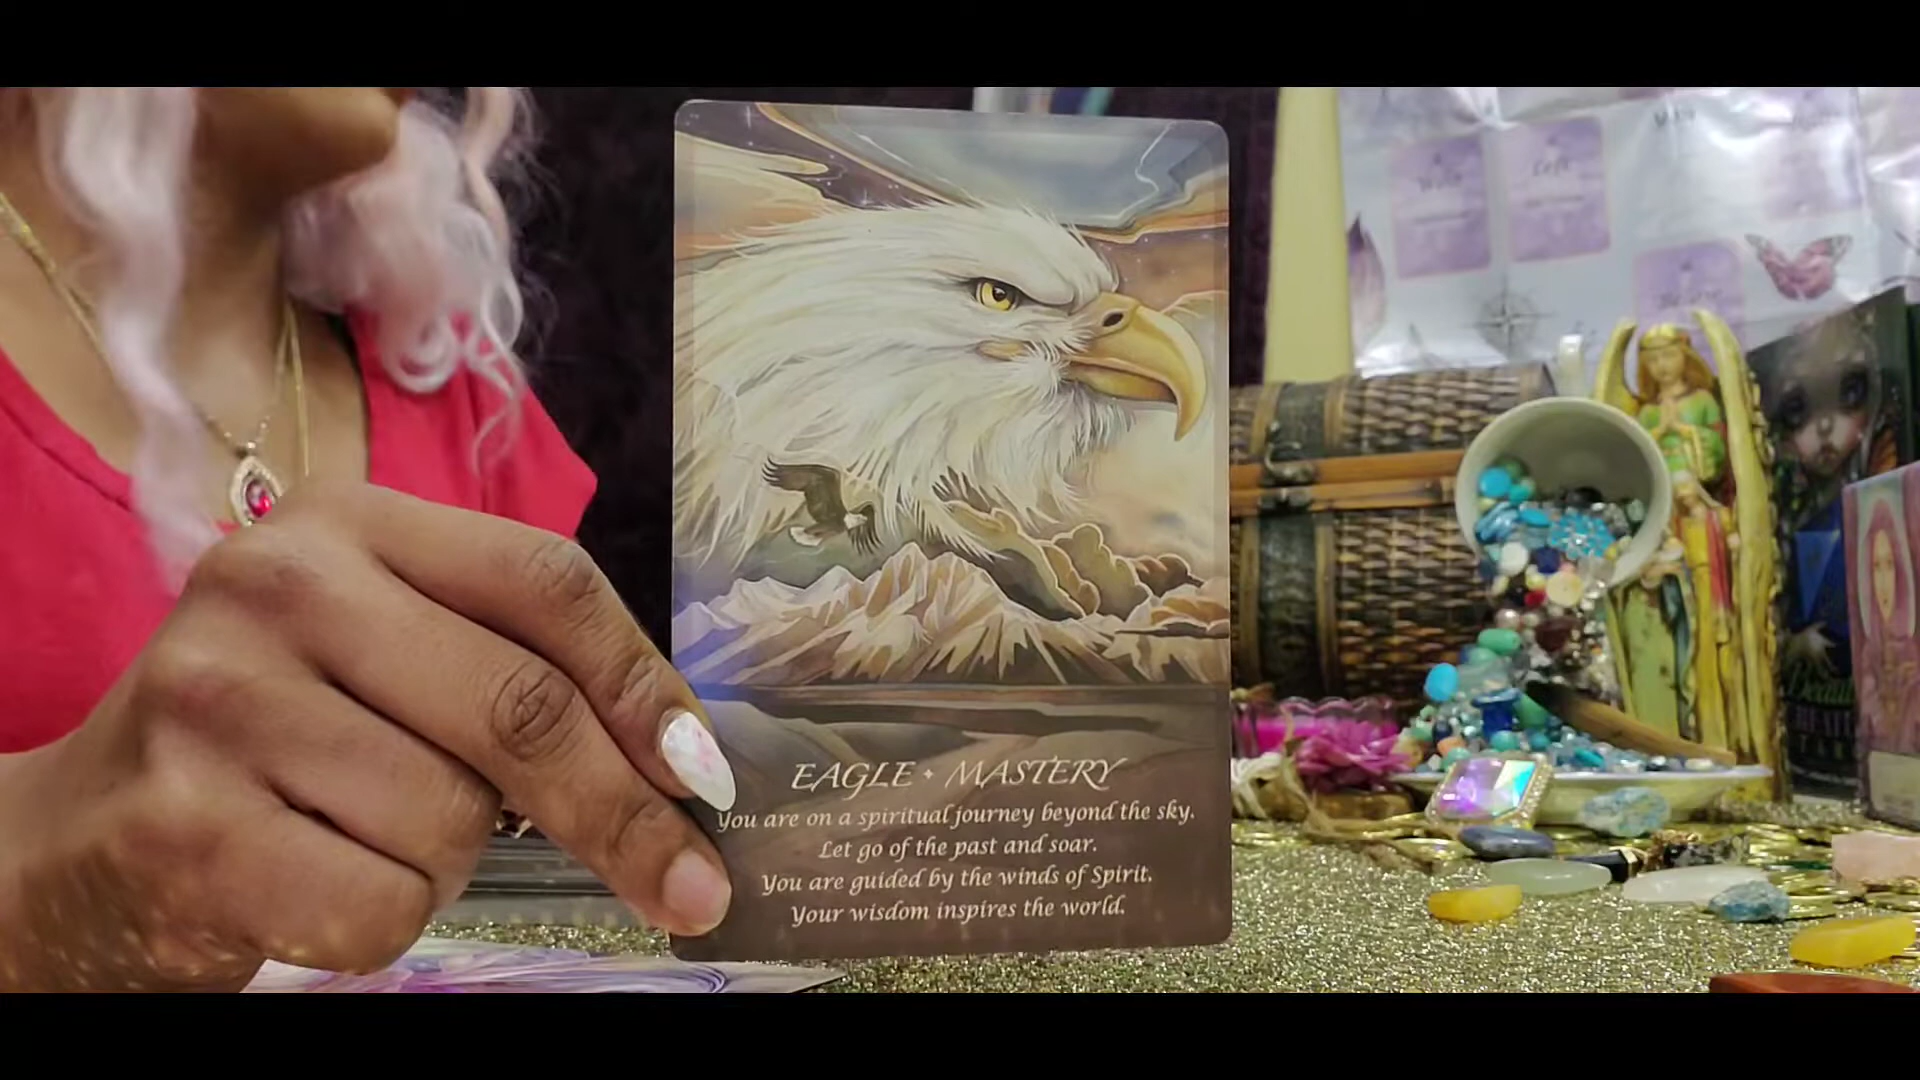 EAGLE • MASTERY
You are on a spiritual journey beyond the sky.
Let go of the past and soar.
You are guided by the winds of Spirit.
Your wisdom inspires the world.